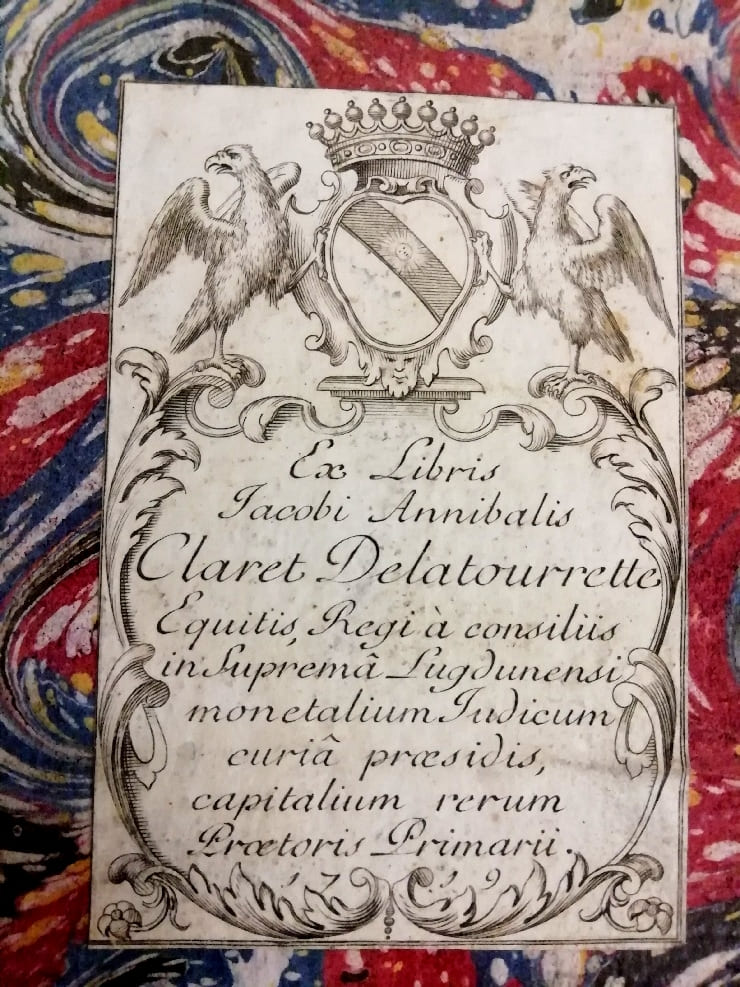 Ex Libris
Jacobi Annibalis
Claret Delatourrette
Equitis, Regi à consiliis
in Supremâ Lugdunensi
monetalium Judicum
curiâ præsidis,
capitalium rerum
Prætoris Primarii.
1719